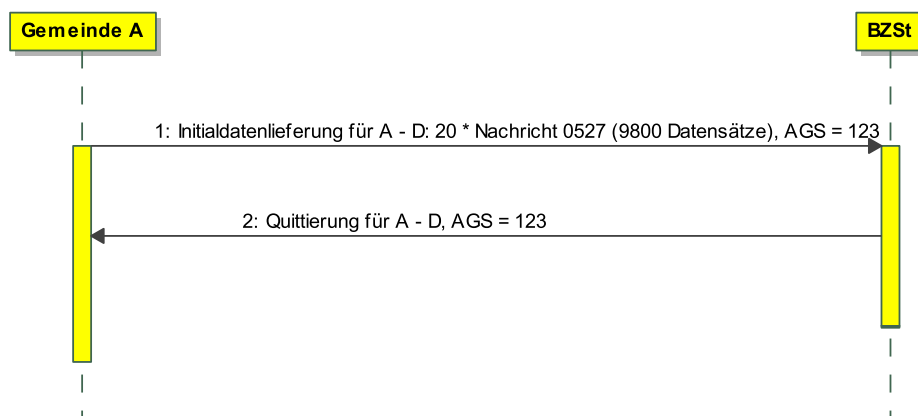 Gemeinde A
BZSt
1: Initialdatenlieferung für A - D: 20 * Nachricht 0527 (9800 Datensätze), AGS = 123
2: Quittierung für A - D, AGS = 123